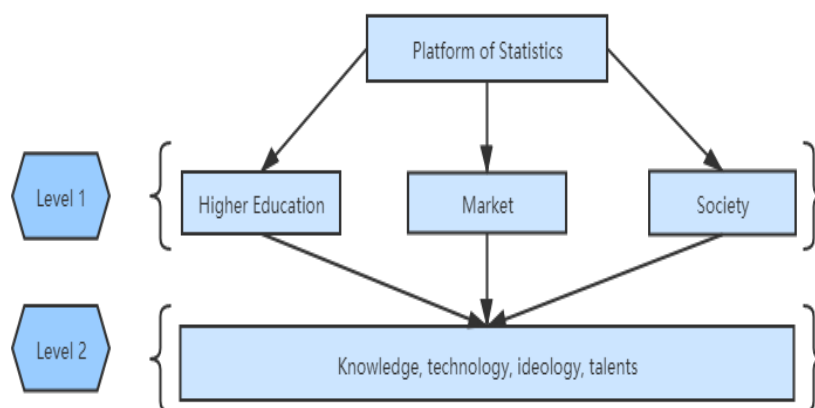 Platform of Statistics
Level 1
Higher Education
Market
Society
Level 2
Knowledge, technology, ideology, talents